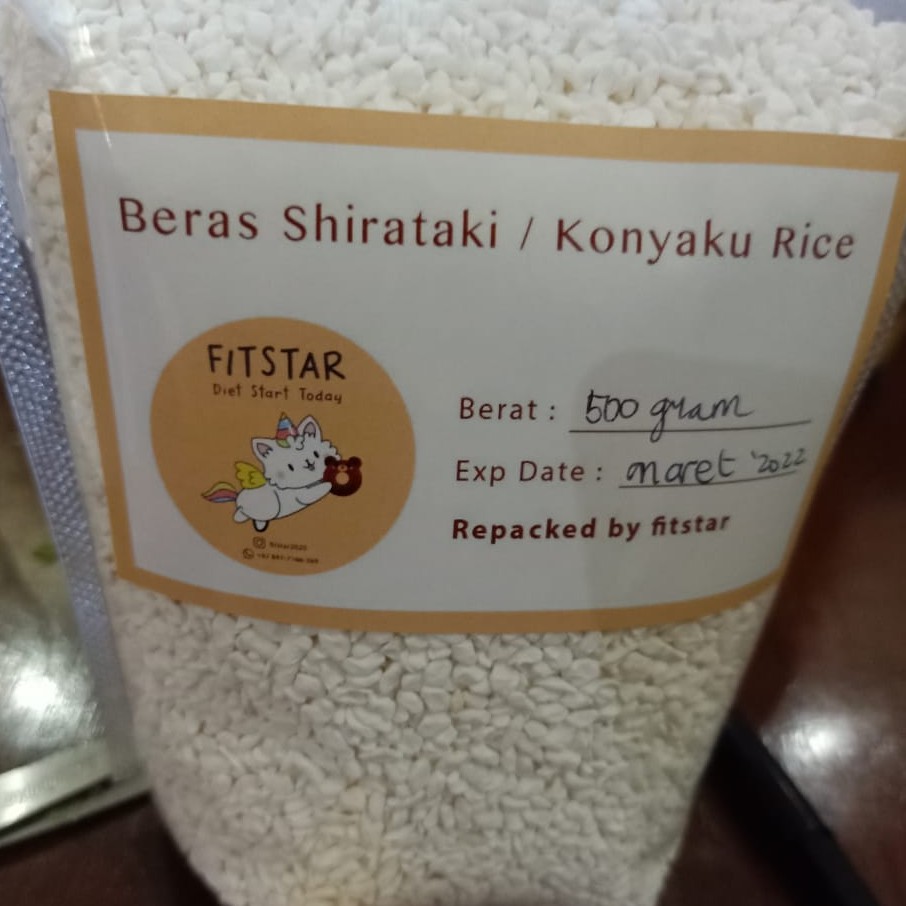 Beras Shirataki / Konyaku Rice
FiTSTAR
Diet Start Today
Berat : 500 gram
Exp Date : maret '2022
Repacked by fitstar